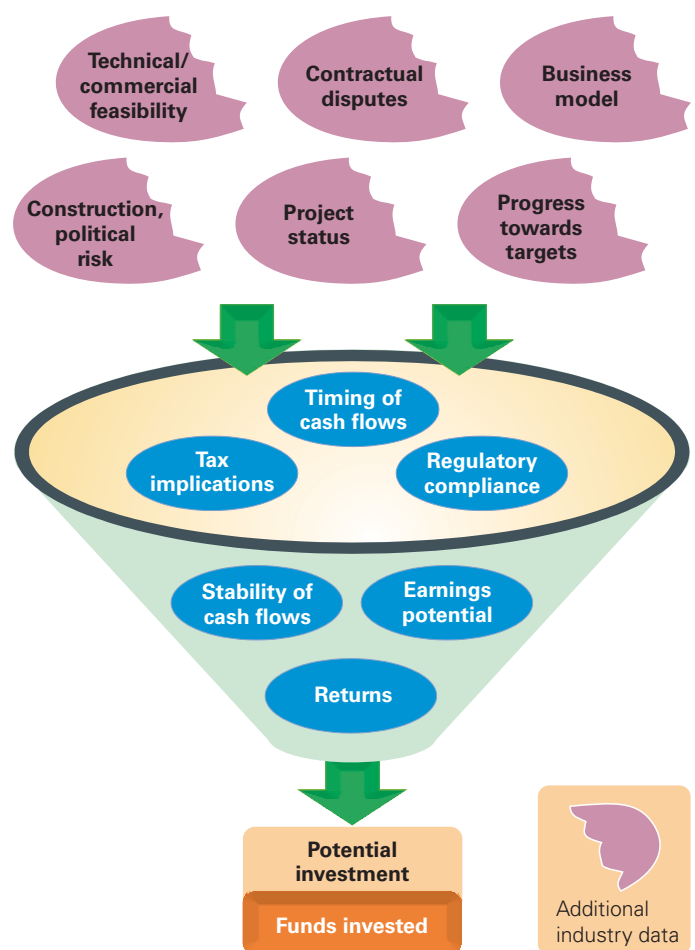 Technical/
commercial
feasibility
Contractual
disputes
Business
model
Construction,
political
risk
Project
status
Progress
towards
targets
Timing of
cash flows
Tax
implications
Regulatory
compliance
Stability of
cash flows
Earnings
potential
Returns
Potential
investment
Funds invested
Additional
industry data